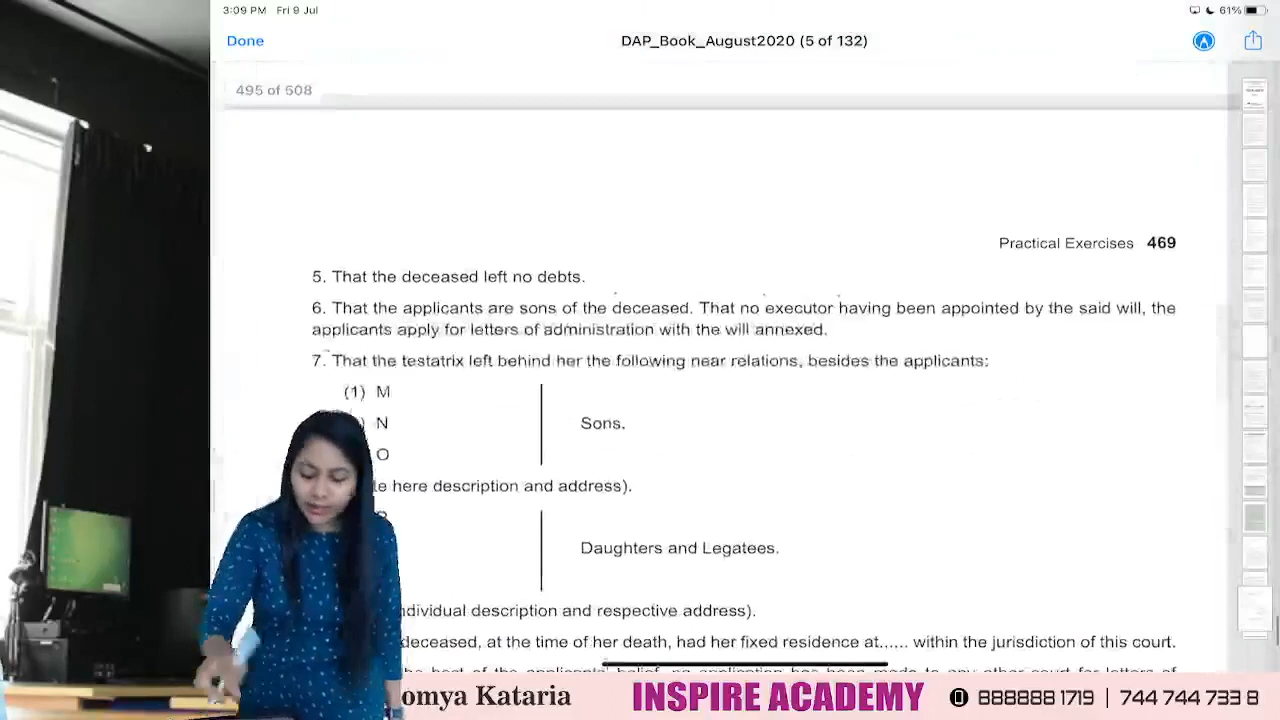 3:09 PM Fri 9 Jul
61%
Done
DAP_Book_August2020 (5 of 132)
495 of 508
Practical Exercises 469
5. That the deceased left no debts.
6. That the applicants are sons of the deceased. That no executor having been appointed by the said will, the
applicants apply for letters of administration with the will annexed.
7. That the testatrix left behind her the following near relations, besides the applicants:
(1) M
N
Sons.
O
here description and address).
Daughters and Legatees.
individual description and respective address).
deceased, at the time of her death, had her fixed residence at...... within the jurisdiction of this court.
omya Kataria
INSPIRE ACADEMY
888888 1719 | 744 744 733 8